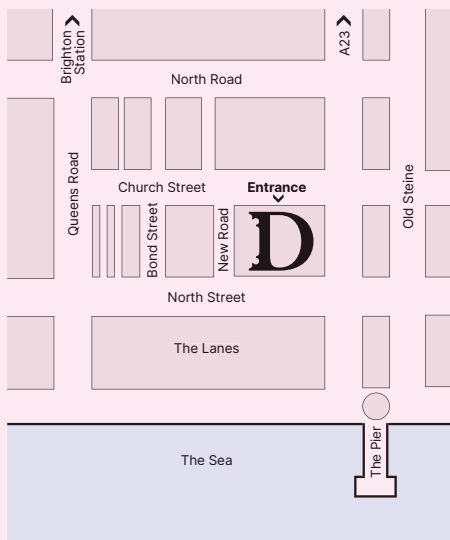 Brighton
Station
A23
North Road
Queens Road
Church Street
Entrance
Old Steine
Bond Street
New Road
D
North Street
The Lanes
The Pier
The Sea